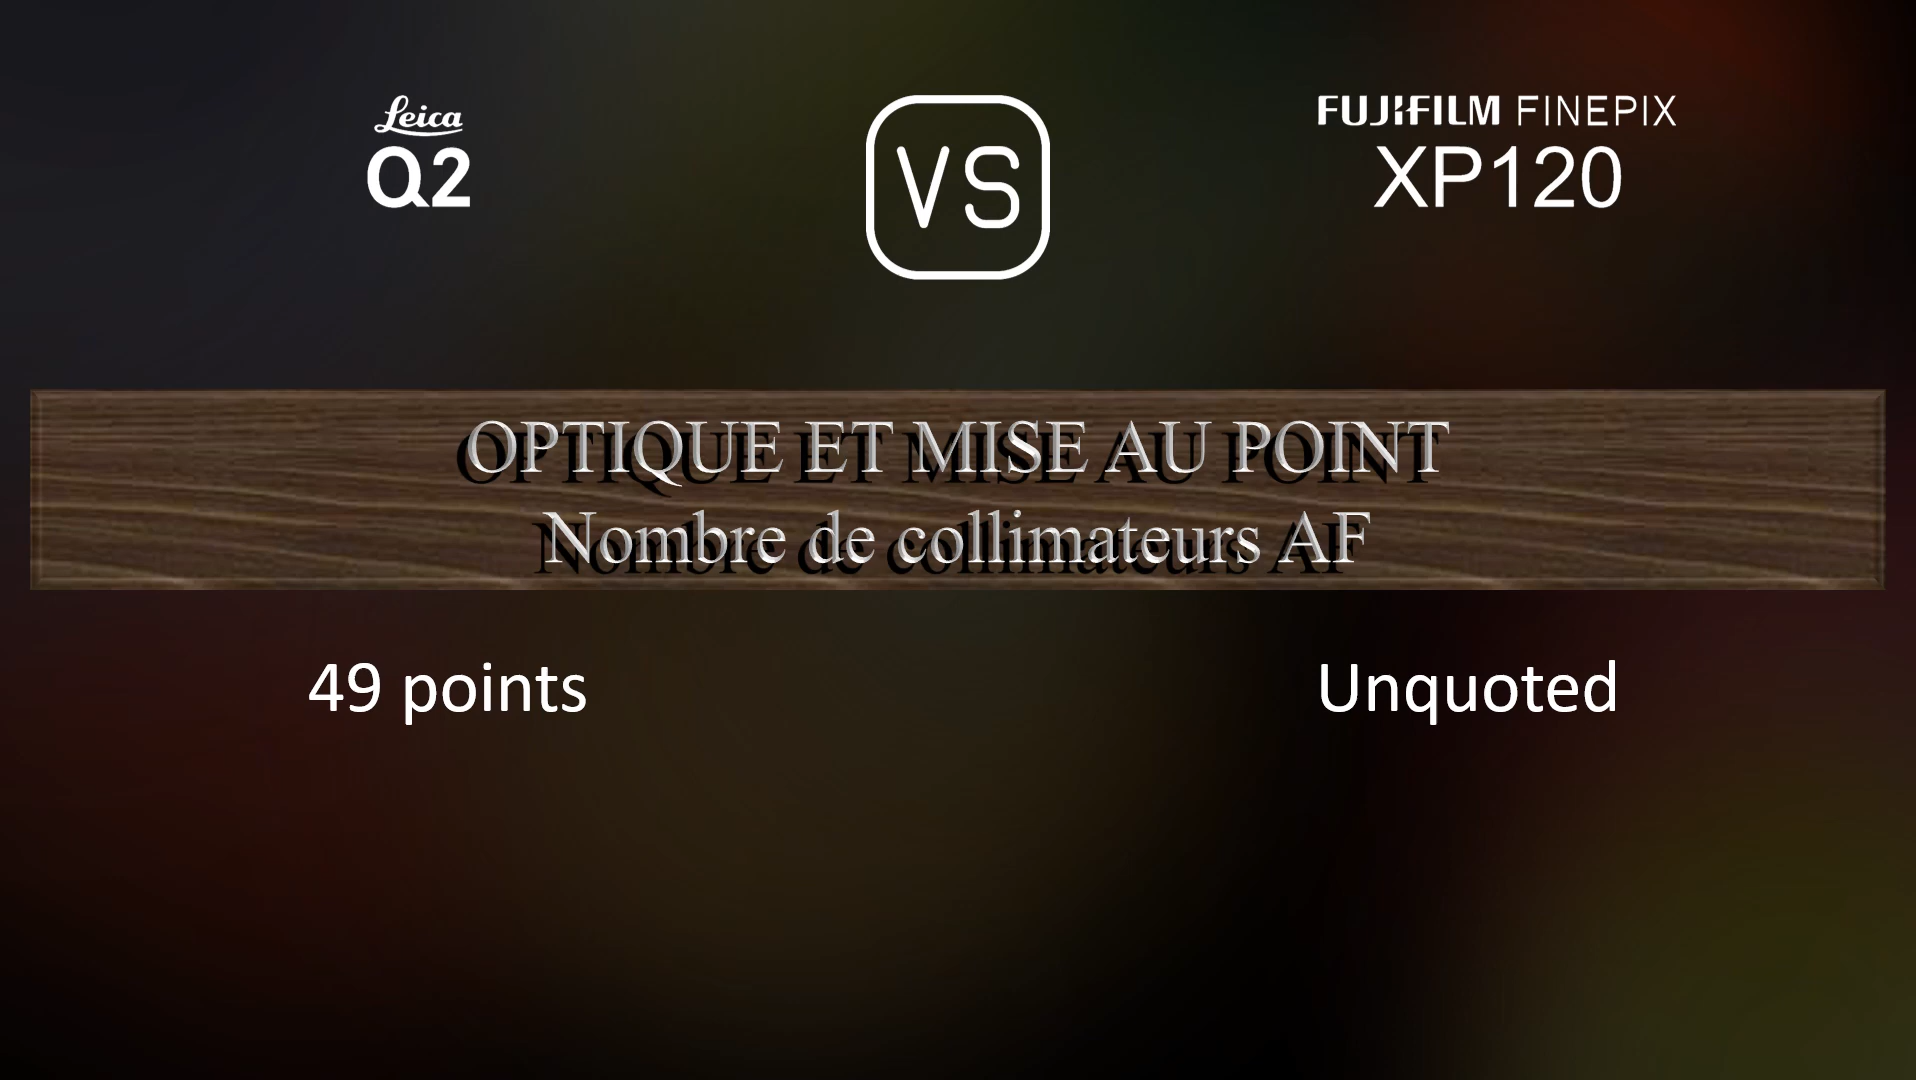 Leica
Q2
VS
FUJIFILM FINEPIX
XP120
OPTIQUE ET MISE AU POINT
Nombre de collimateurs AF
49 points
Unquoted